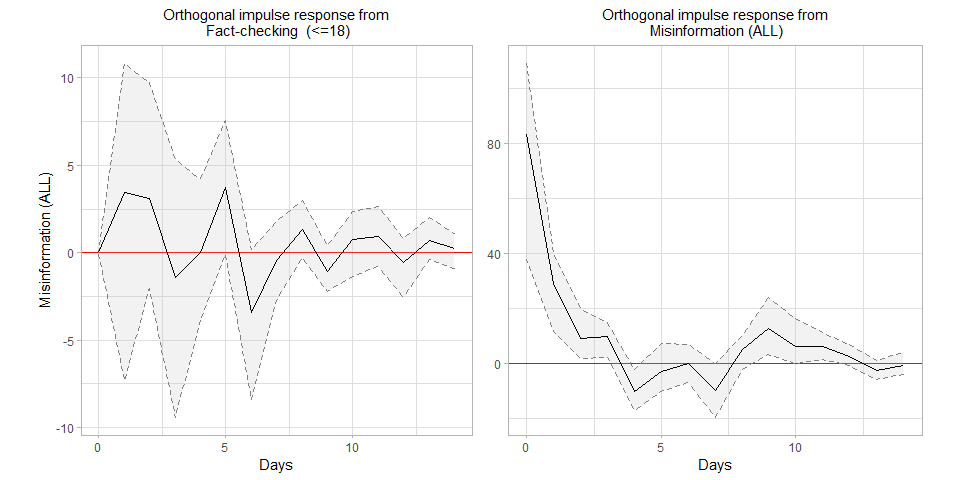 Orthogonal impulse response from
Fact-checking (<=18)
Misinformation (ALL)
10
5
0
-5
-10
0
5
10
Days
Orthogonal impulse response from
Misinformation (ALL)
80
40
0
0
5
10
Days